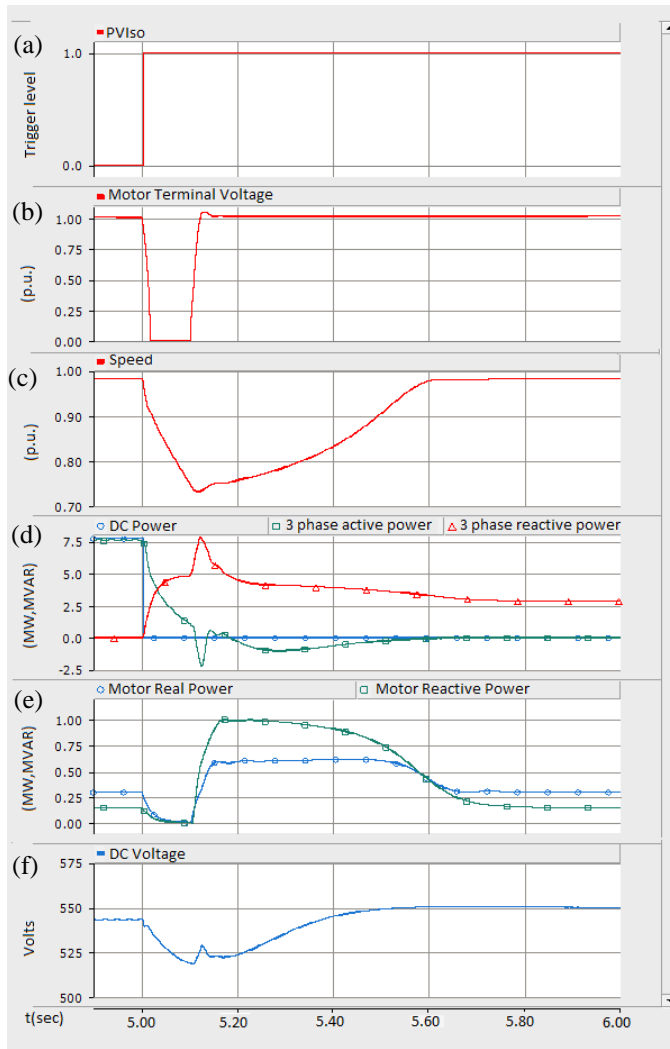 (a)
PVIso
Trigger level
1.0
0.0
(b)
Motor Terminal Voltage
(p.u.)
1.00
0.75
0.50
0.25
0.00
(c)
Speed
(p.u.)
1.00
0.90
0.80
0.70
(d)
DC Power 3 phase active power 3 phase reactive power
(MW,MVAR)
7.5
5.0
2.5
0.0
-2.5
(e)
Motor Real Power Motor Reactive Power
(MW,MVAR)
1.00
0.75
0.50
0.25
0.00
(f)
DC Voltage
Volts
575
550
525
500
t(sec) 5.00 5.20 5.40 5.60 5.80 6.00